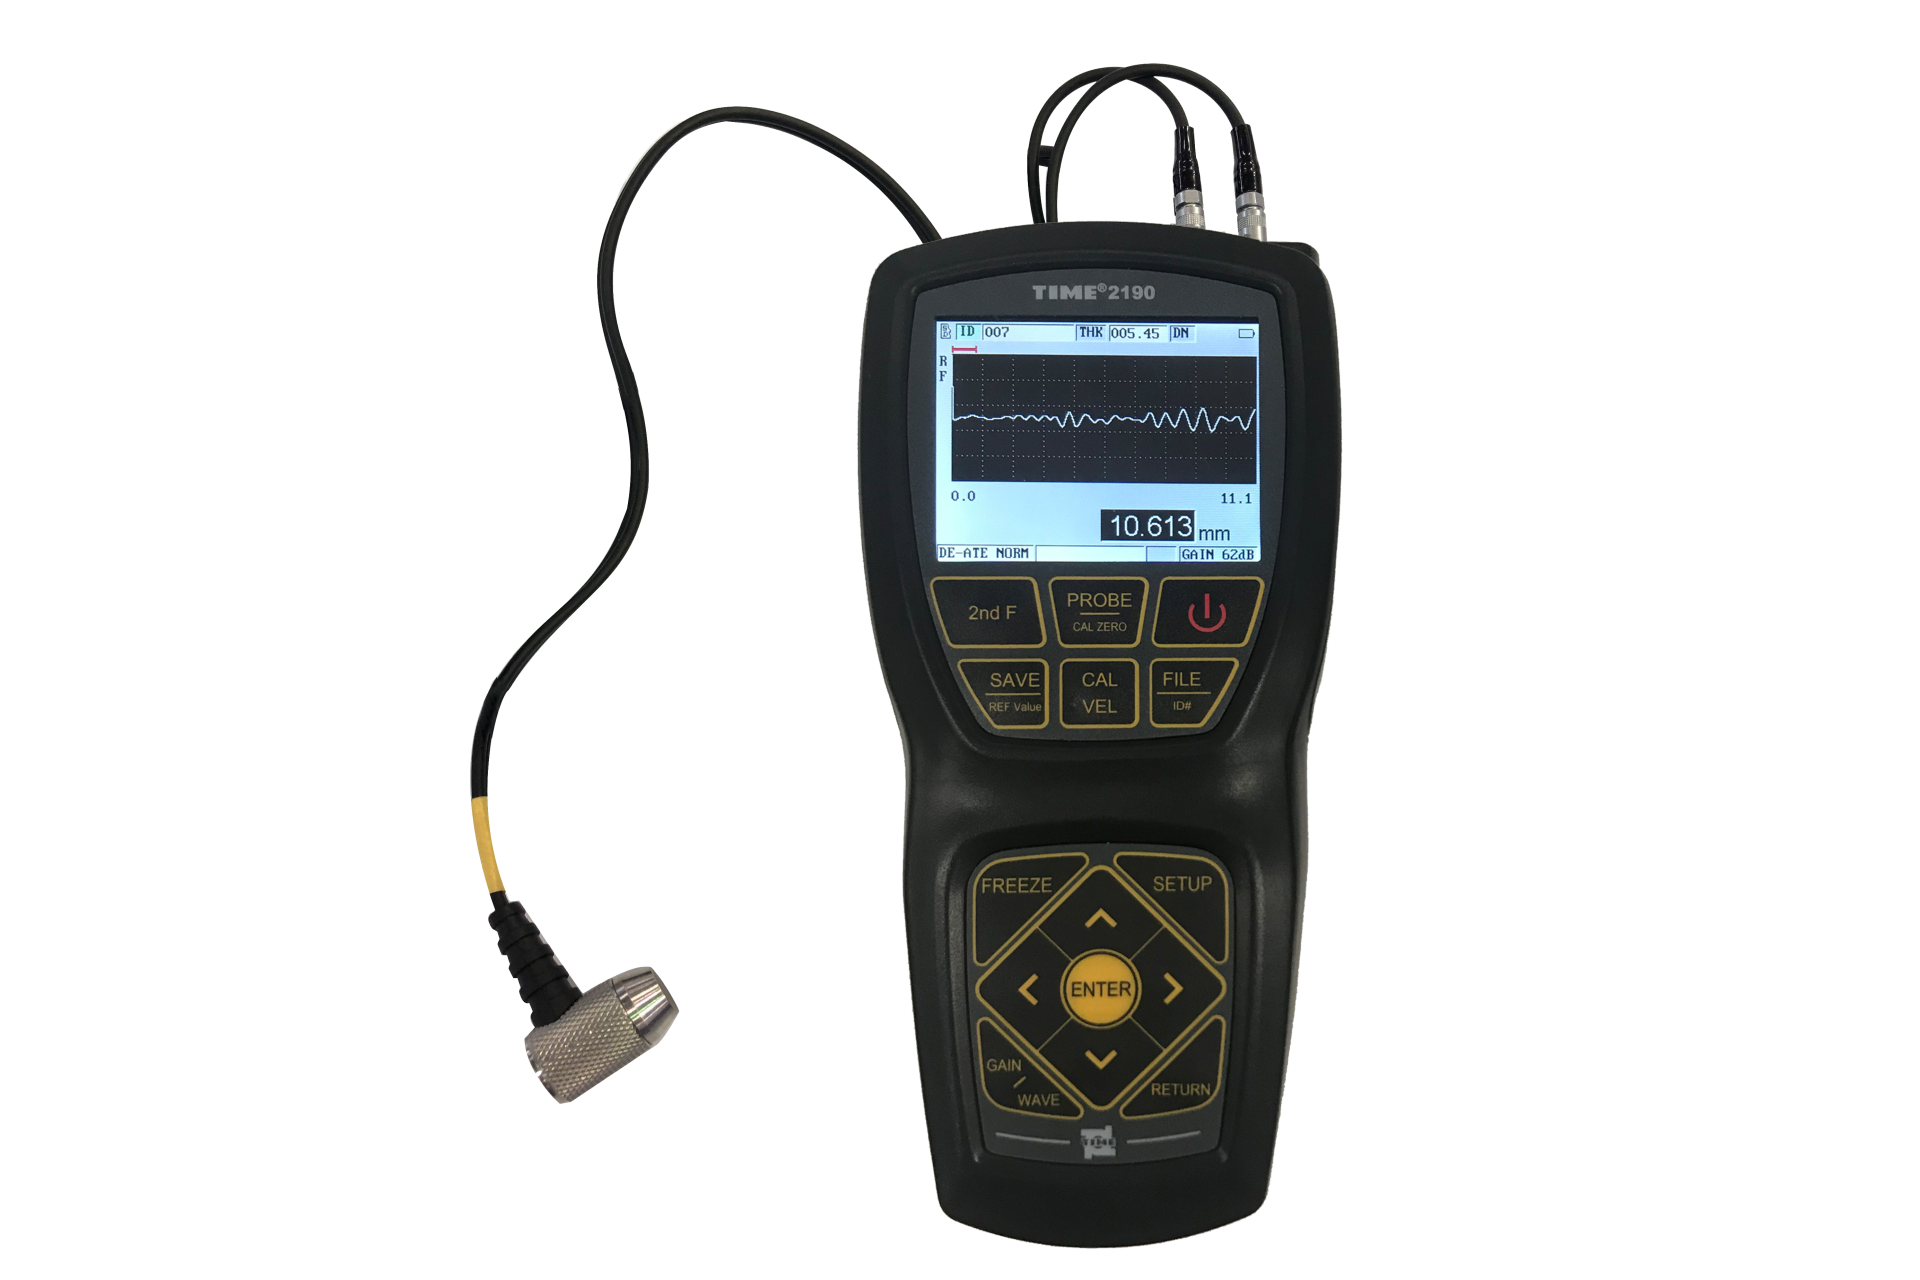 TIME®2190
ID 007 THK 005.45 DN
R
F
0.0 11.1
10.613 mm
DE-ATE NORM GAIN 62dB
2nd F
PROBE
CAL ZERO
SAVE
REF Value
CAL
VEL
FILE
ID#
FREEZE
SETUP
ENTER
GAIN
/
WAVE
RETURN
TIME